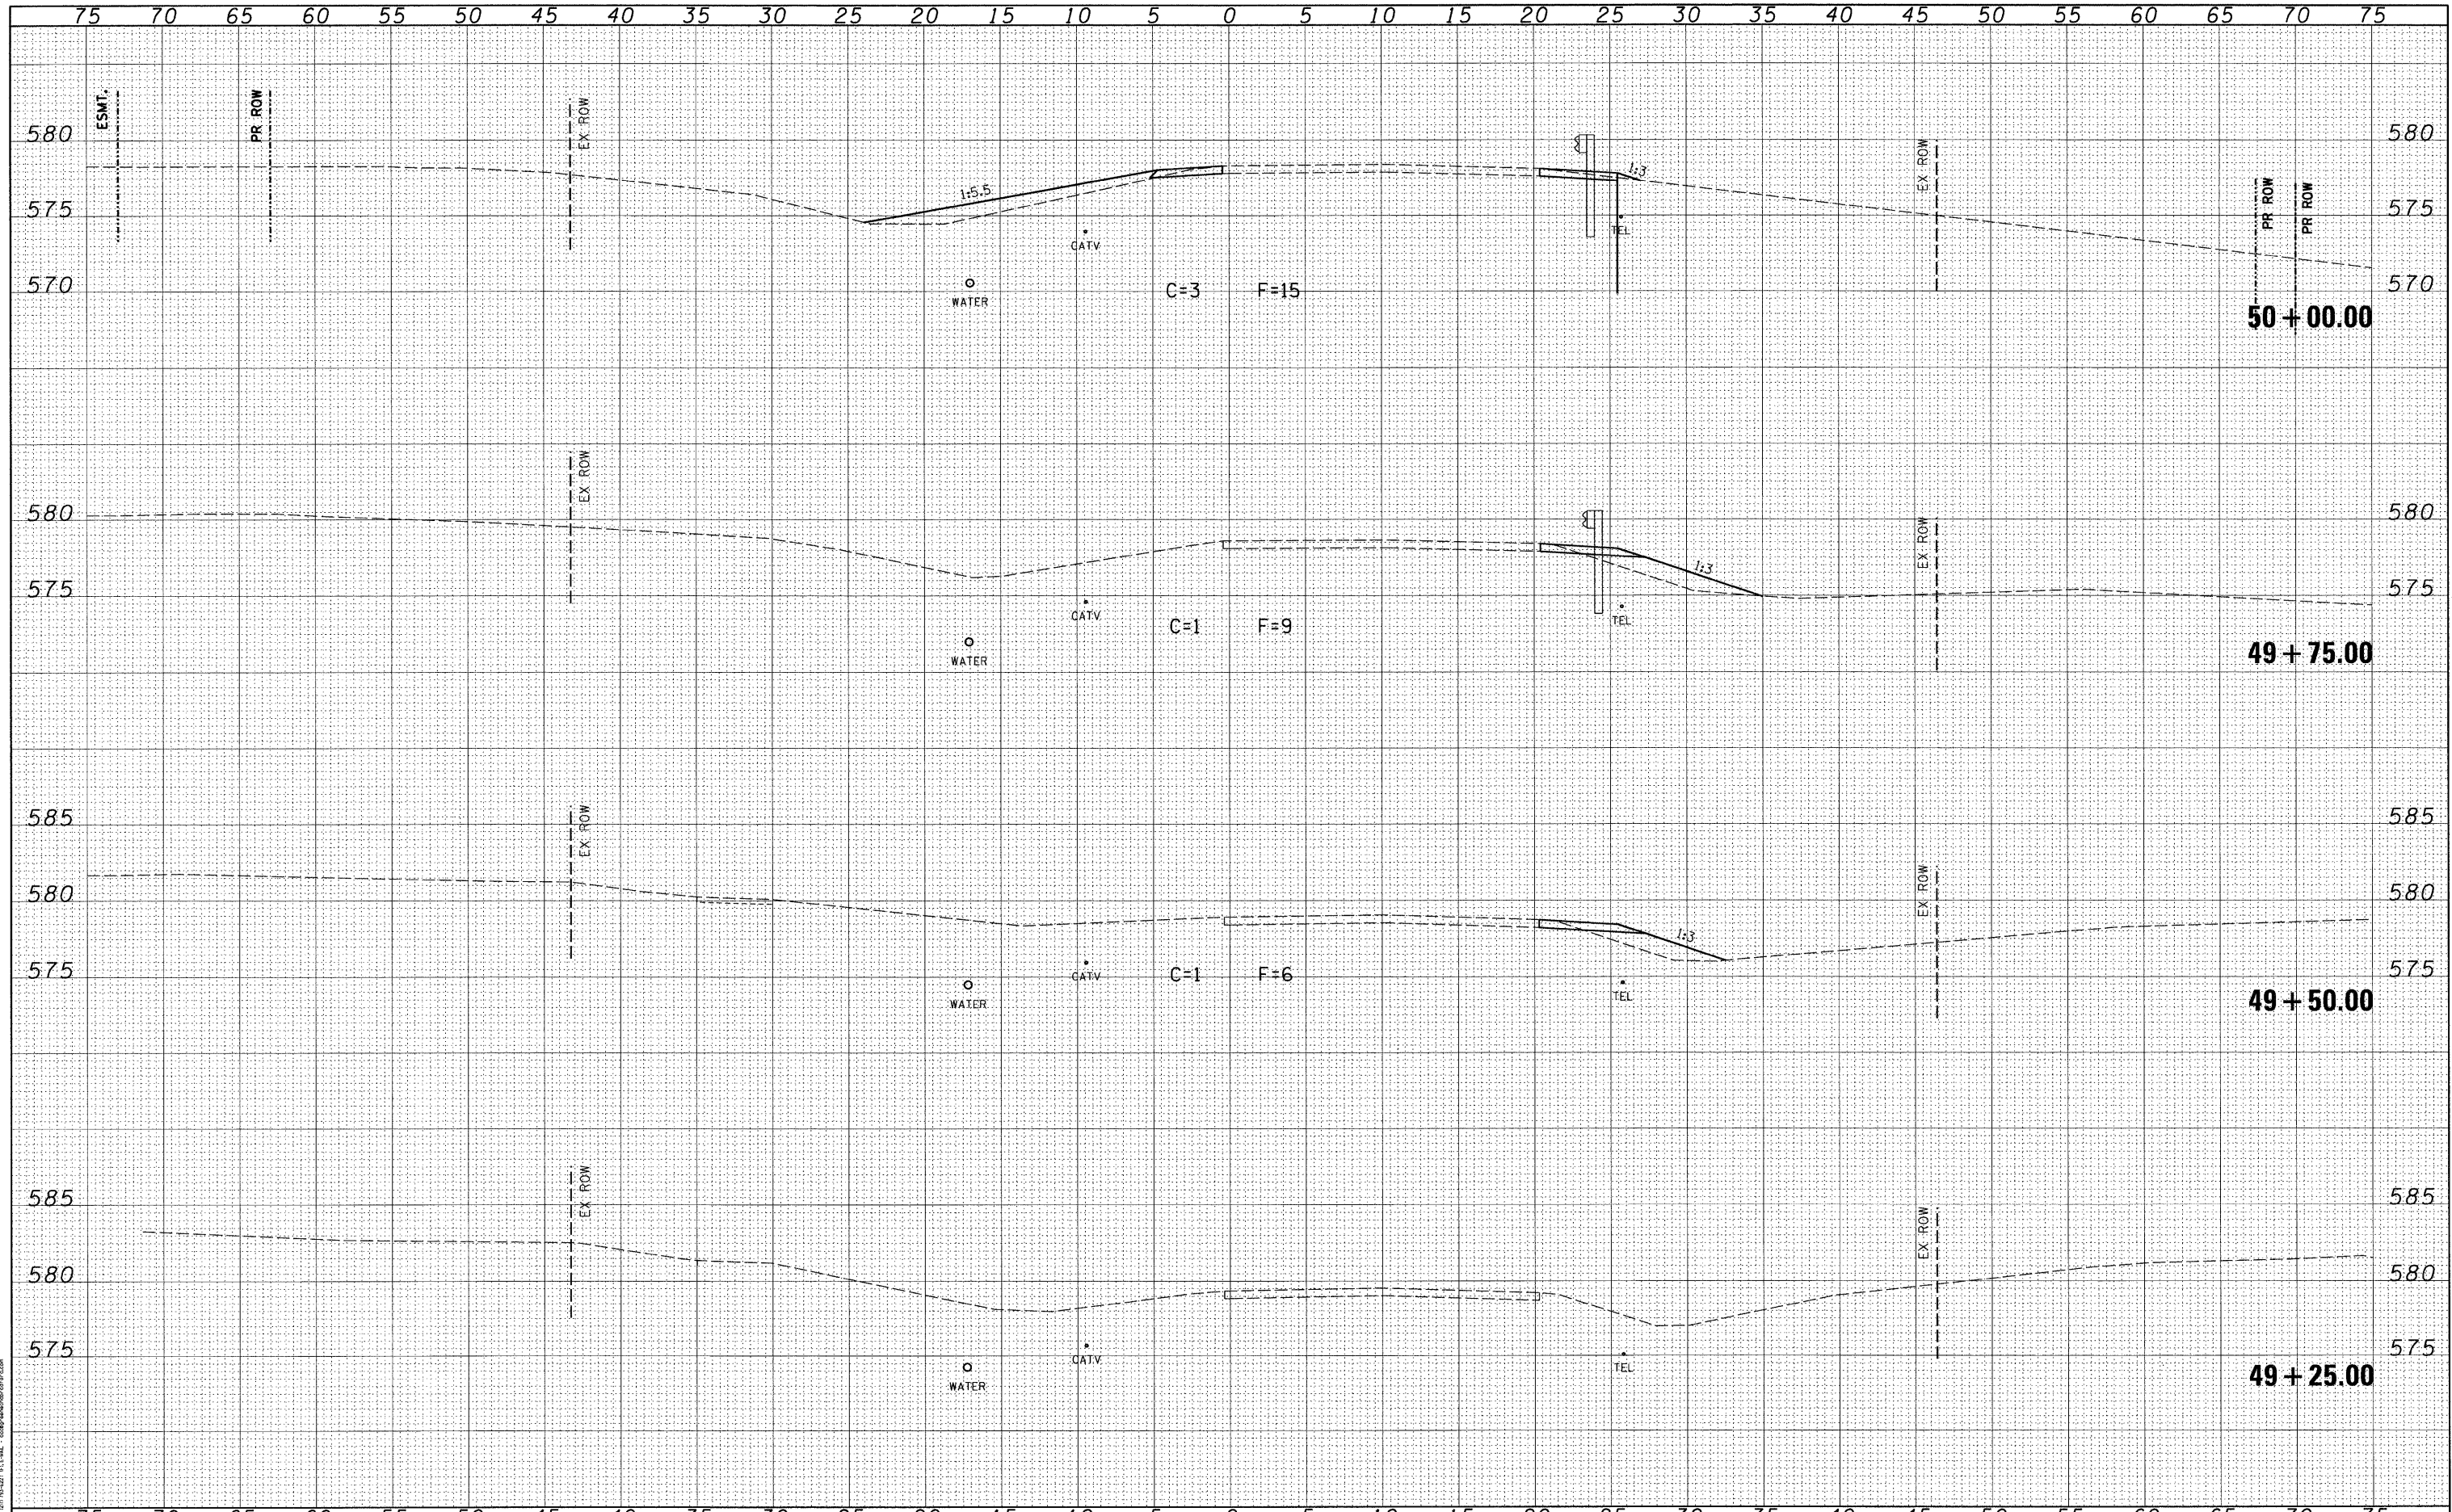 75 70 65 60 55 50 45 40 35 30 25 20 15 10 5 0 5 10 15 20 25 30 35 40 45 50 55 60 65 70 75
ESMT.
PR ROW
EX ROW
EX ROW
PR ROW
PR ROW
580 580
1:5.5
1:3
575 575
CATV
TEL
570 C=3 F=15 570
WATER
50 + 00.00
EX ROW
EX ROW
580 580
1:3
575 575
CATV
TEL
C=1 F=9
WATER
49 + 75.00
EX ROW
EX ROW
585 585
580 580
1:3
575 CATV C=1 F=6 575
TEL
WATER
49 + 50.00
EX ROW
EX ROW
585 585
580 580
575 575
CATV
TEL
WATER
49 + 25.00